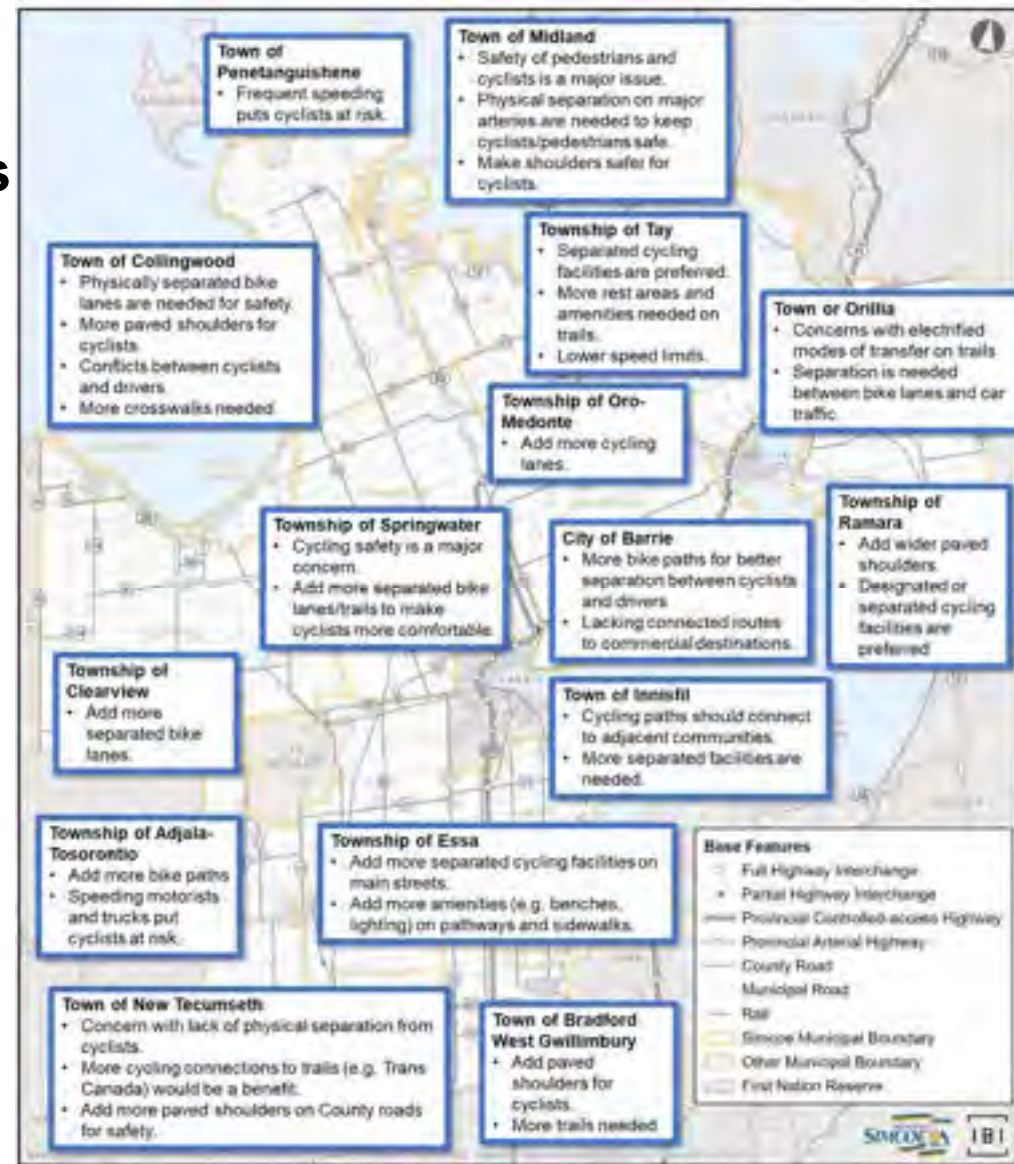 s
Town of
Penetanguishene
• Frequent speeding
puts cyclists at risk.
Town of Midland
• Safety of pedestrians and
cyclists is a major issue.
• Physical separation on major
arteries are needed to keep
cyclists/pedestrians safe.
• Make shoulders safer for
cyclists.
Township of Tay
• Separated cycling
facilities are preferred.
• More rest areas and
amenities needed on
trails.
• Lower speed limits.
Town of Collingwood
• Physically separated bike
lanes are needed for safety.
• More paved shoulders for
cyclists.
• Conflicts between cyclists
and drivers
• More crosswalks needed
Town or Orillia
• Concerns with electrified
modes of transfer on trails
• Separation is needed
between bike lanes and car
traffic.
Township of Oro-
Medonte
• Add more cycling
lanes.
Township of Springwater
• Cycling safety is a major
concern.
• Add more separated bike
lanes/trails to make
cyclists more comfortable.
City of Barrie
• More bike paths for better
separation between cyclists
and drivers
• Lacking connected routes
to commercial destinations.
Township of
Ramara
• Add wider paved
shoulders.
• Designated or
separated cycling
facilities are
preferred
Township of
Clearview
• Add more
separated bike
lanes.
Town of Innisfil
• Cycling paths should connect
to adjacent communities.
• More separated facilities are
needed.
Township of Adjala-
Tosorontio
• Add more bike paths
• Speeding motorists
and trucks put
cyclists at risk.
Township of Essa
• Add more separated cycling facilities on
main streets.
• Add more amenities (e.g. benches,
lighting) on pathways and sidewalks.
Town of New Tecumseth
• Concern with lack of physical separation from
cyclists.
• More cycling connections to trails (e.g. Trans
Canada) would be a benefit.
• Add more paved shoulders on County roads
for safety.
Town of Bradford
West Gwillimbury
• Add paved
shoulders for
cyclists.
• More trails needed
Base Features
Full Highway Interchange
Partial Highway Interchange
Provincial Controlled-access Highway
Provincial Arterial Highway
County Road
Municipal Road
Rail
Simcoe Municipal Boundary
Other Municipal Boundary
First Nation Reserve
IBI